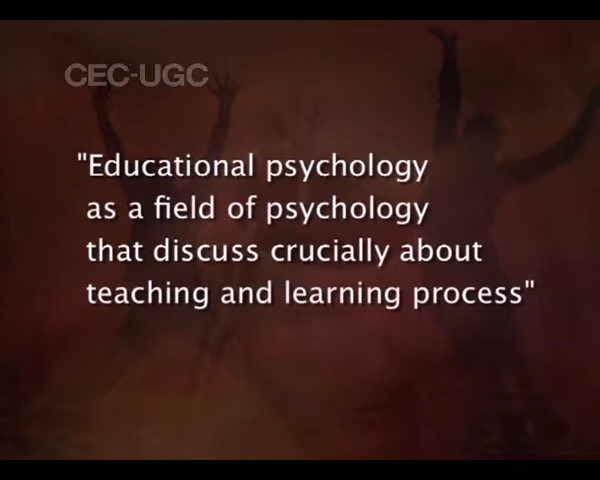 CEC-UGC
"Educational psychology
as a field of psychology
that discuss crucially about
teaching and learning process"